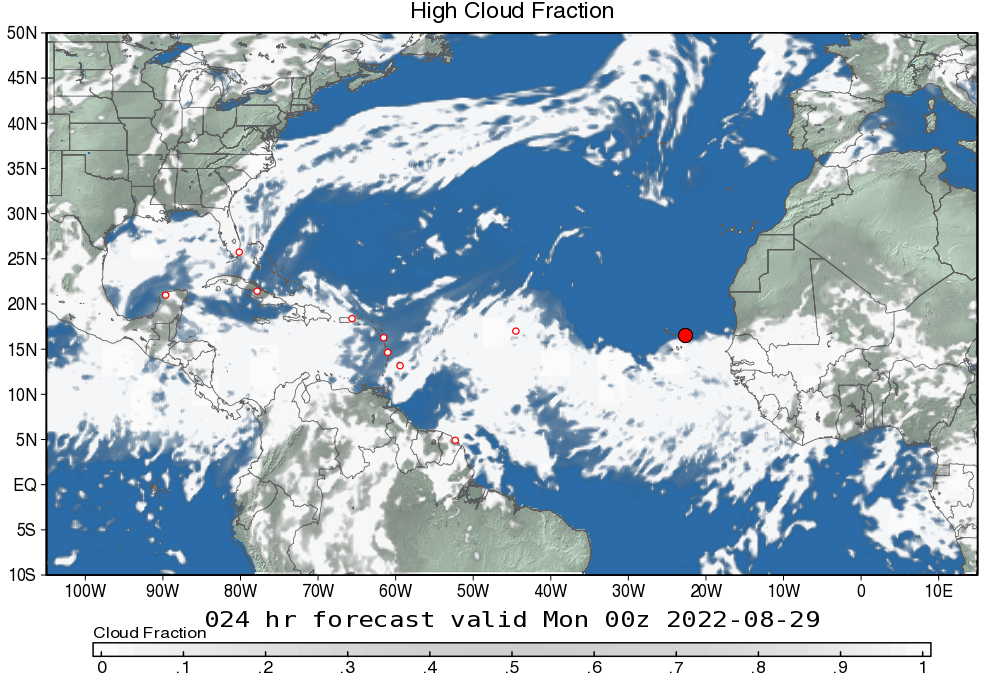 High Cloud Fraction
50N
45N
40N
35N
30N
25N
20N
15N
10N
5N
EQ
5S
10S
100W 90W 80W 70W 60W 50W 40W 30W 20W 10W 0 10E
024 hr forecast valid Mon 00z 2022-08-29
Cloud Fraction
0 .1 .2 .3 .4 .5 .6 .7 .8 .9 1